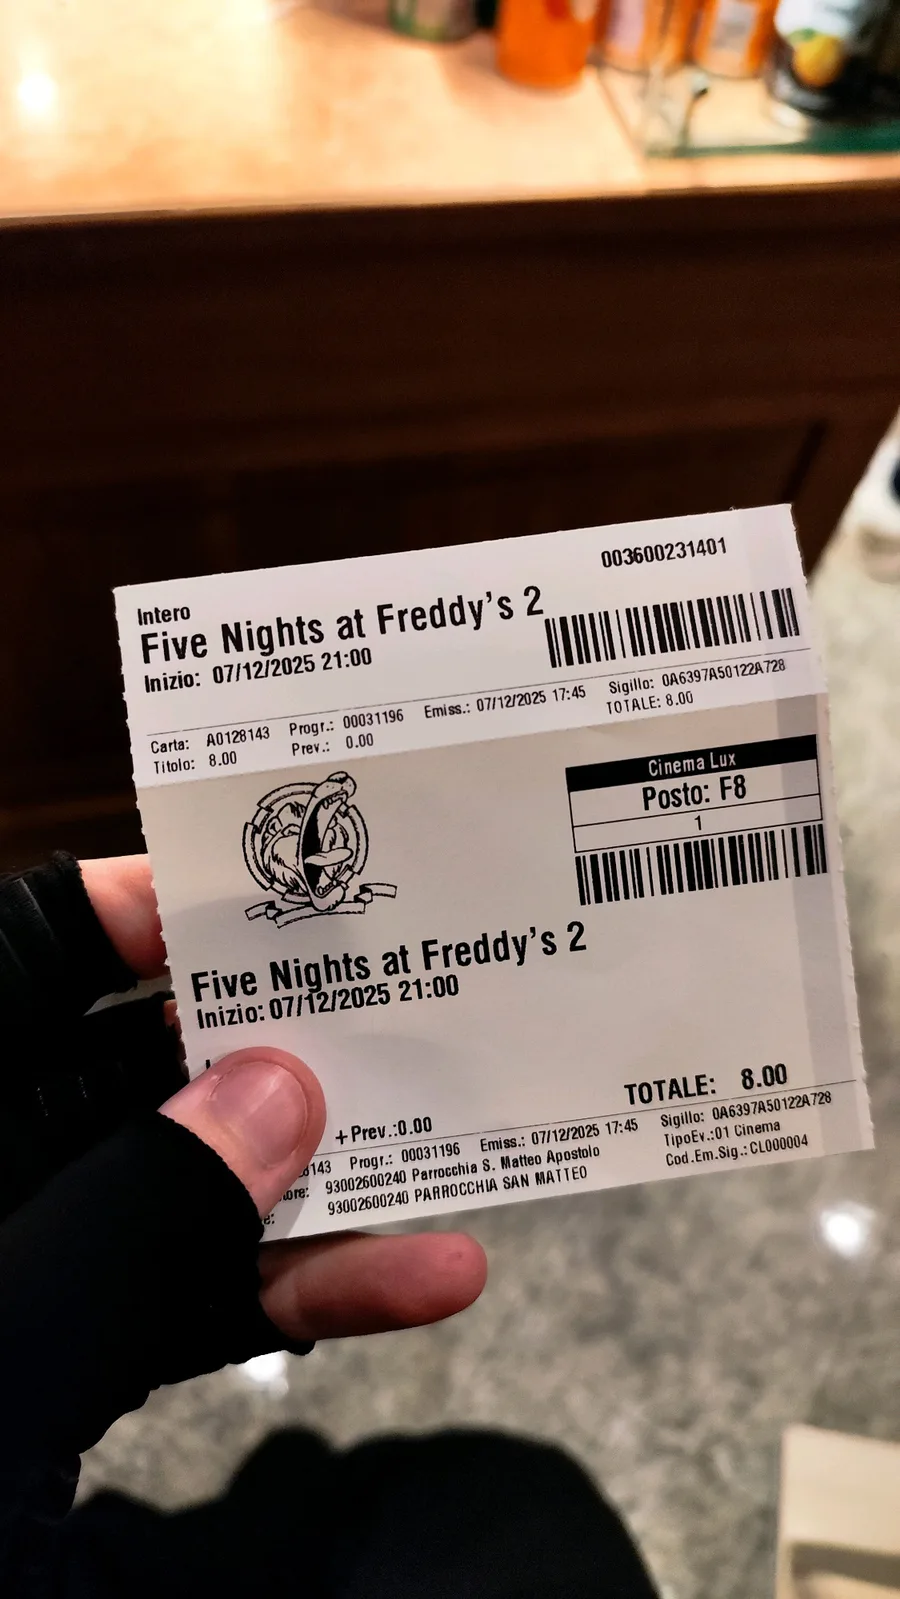 003600231401
Intero
Five Nights at Freddy's 2
Inizio: 07/12/2025 21:00
Carta: A0128143 Progr.: 00031196 Emiss.: 07/12/2025 17:45 Sigillo: 0A6397A50122A728
Titolo: 8.00 Prev.: 0.00 TOTALE: 8.00
Cinema Lux
Posto: F8
1
Five Nights at Freddy's 2
Inizio: 07/12/2025 21:00
TOTALE: 8.00
+Prev.:0.00
143 Progr.: 00031196 Emiss.: 07/12/2025 17:45 Sigillo: 0A6397A50122A728
ore: 93002600240 Parrocchia S. Matteo Apostolo TipoEv.:01 Cinema
e: 93002600240 PARROCCHIA SAN MATTEO Cod.Em.Sig.: CL000004